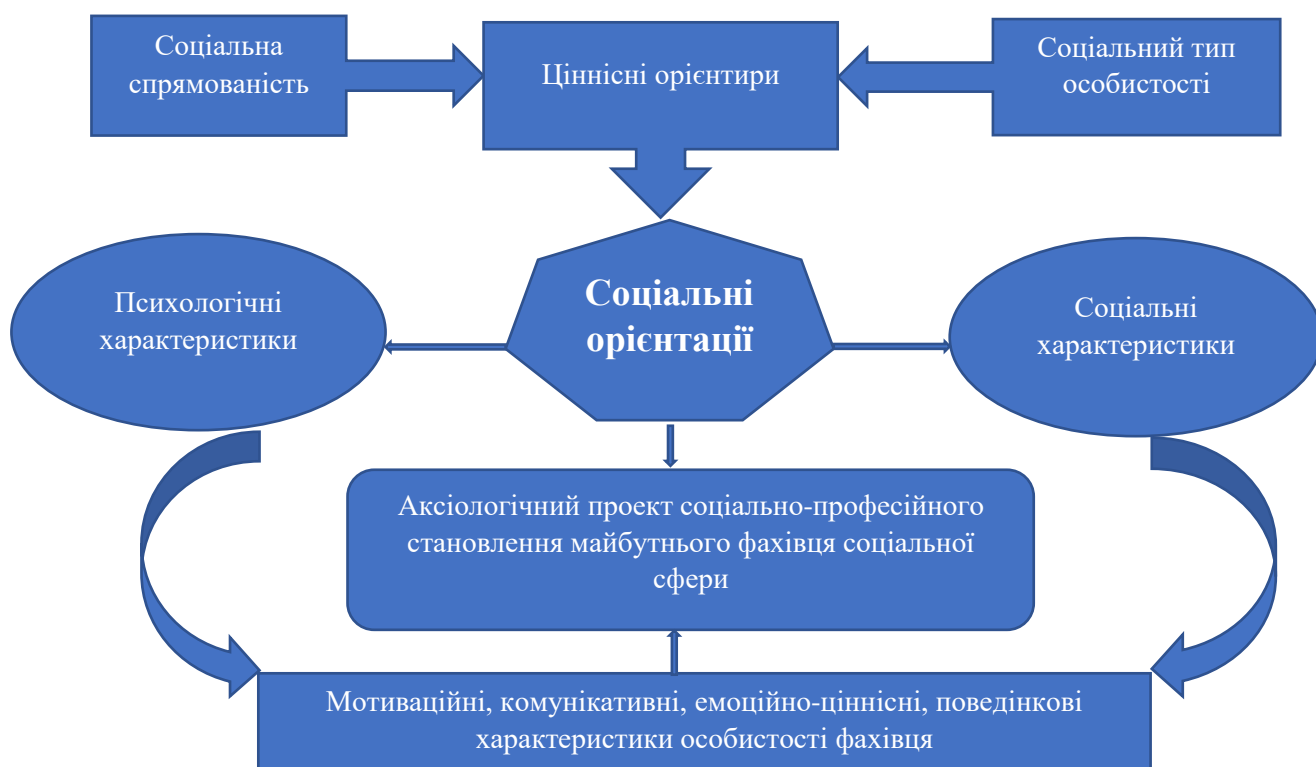 Соціальна
спрямованість
Ціннісні орієнтири
Соціальний тип
особистості
Психологічні
характеристики
Соціальні
орієнтації
Соціальні
характеристики
Аксіологічний проект соціально-професійного
становлення майбутнього фахівця соціальної
сфери
Мотиваційні, комунікативні, емоційно-ціннісні, поведінкові
характеристики особистості фахівця